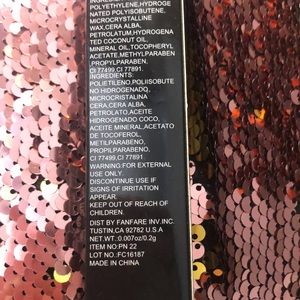 POLYETHYLENE,HYDROGE
NATED POLYISOBUTENE,
MICROCRYSTALLINE
WAX,CERA ALBA,
PETROLATUM,HYDROGENA
TED COCONUT OIL,
MINERAL OIL,TOCOPHERYL
ACETATE,METHYLPARABEN
PROPYLPARABEN,
CI 77499,CI 77891.
INGREDIENTES:
POLIETILENO,POLIISOBUTE
NO HIDROGENADO,
MICROCRISTALINA
CERA,CERA ALBA,
PETROLATO,ACEITE
HIDROGENADO COCO,
ACEITE MINERAL,ACETATO
DE TOCOFEROL,
METILPARABENO,
PROPILPARABENO,
CI 77499,CI 77891.
WARNING:FOR EXTERNAL
USE ONLY.
DISCONTINUE USE IF
SIGNS OF IRRITATION
APPEAR.
KEEP OUT OF REACH OF
CHILDREN.
DIST BY FANFARE INV.INC.
TUSTIN,CA 92782 U S A
NET.WT.:0.007oz/0.2g
ITEM NO:PN 22
LOT NO.:FC16187
MADE IN CHINA